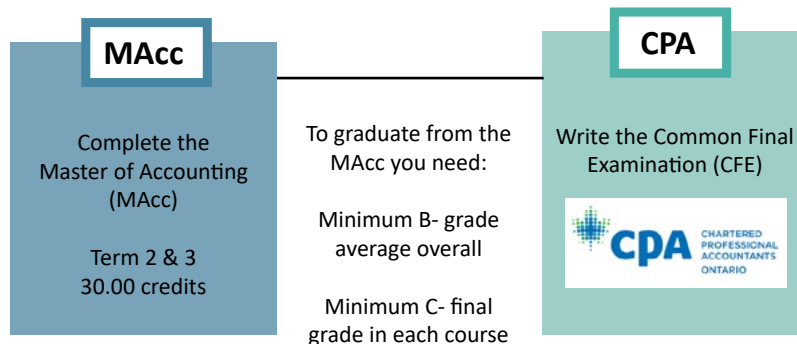 MAcc
Complete the
Master of Accounting
(MAcc)
Term 2 & 3
30.00 credits
To graduate from the
MAcc you need:
Minimum B- grade
average overall
Minimum C- final
grade in each course
CPA
Write the Common Final
Examination (CFE)
CPA
CHARTERED
PROFESSIONAL
ACCOUNTANTS
ONTARIO